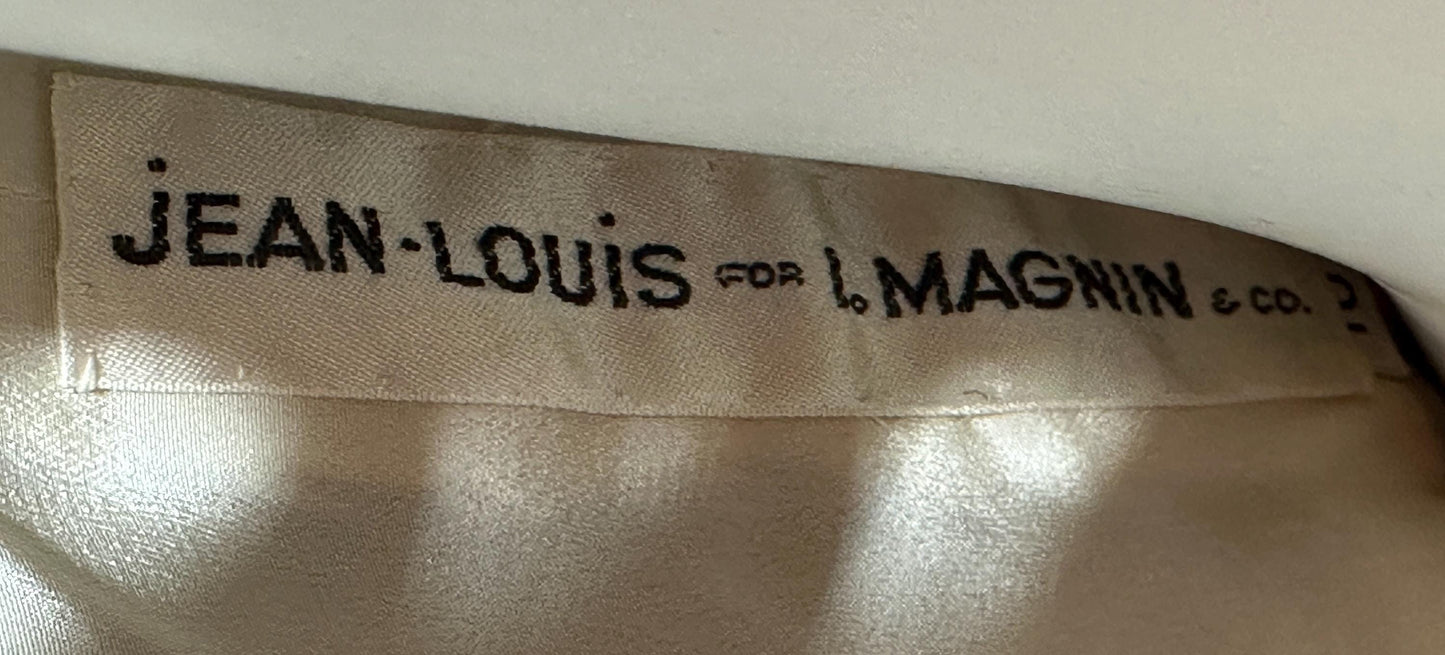 jEAN-LOUiS FOR I. MAGNIN & CO.